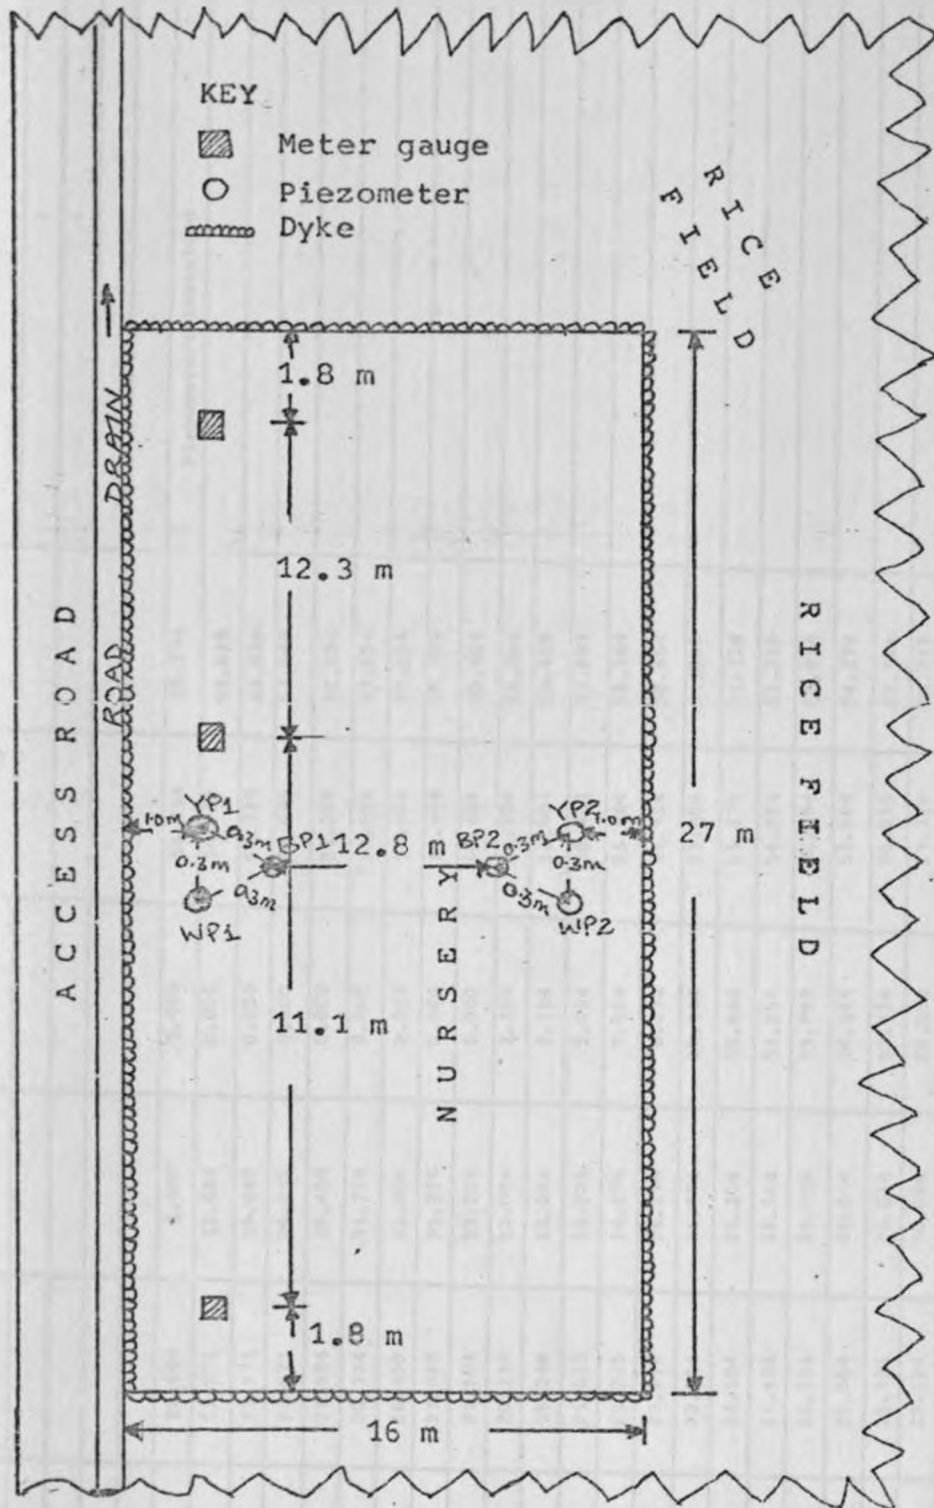 KEY
Meter gauge
Piezometer
Dyke
RICE
FIELD
1.8 m
DRAIN
12.3 m
ACCESS ROAD
ROAD
RICE FIELD
YP1
YP2
1.0m
0.3m
BP1
12.8 m
BP2
0.3m
1.0m
27 m
0.3m
0.3m
0.3m
0.3m
WP1
WP2
NURSERY
11.1 m
1.8 m
16 m